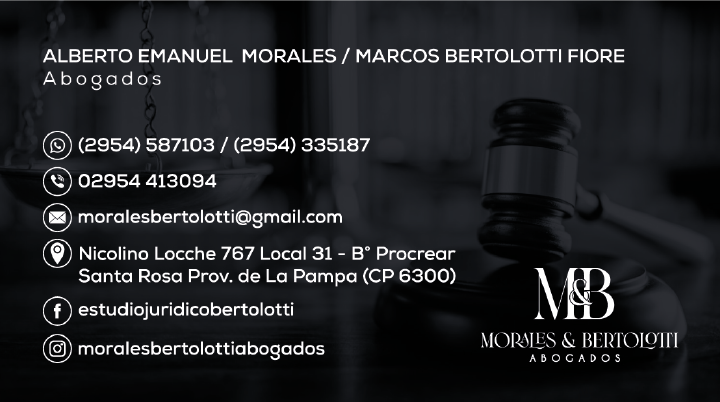 ALBERTO EMANUEL MORALES / MARCOS BERTOLOTTI FIORE
Abogados
(2954) 587103 / (2954) 335187
02954 413094
moralesbertolotti@gmail.com
Nicolino Locche 767 Local 31 - B° Procrear
Santa Rosa Prov. de La Pampa (CP 6300)
estudiojuridicobertolotti
moralesbertolottiabogados
M&B
MORALES & BERTOLOTTI
ABOGADOS